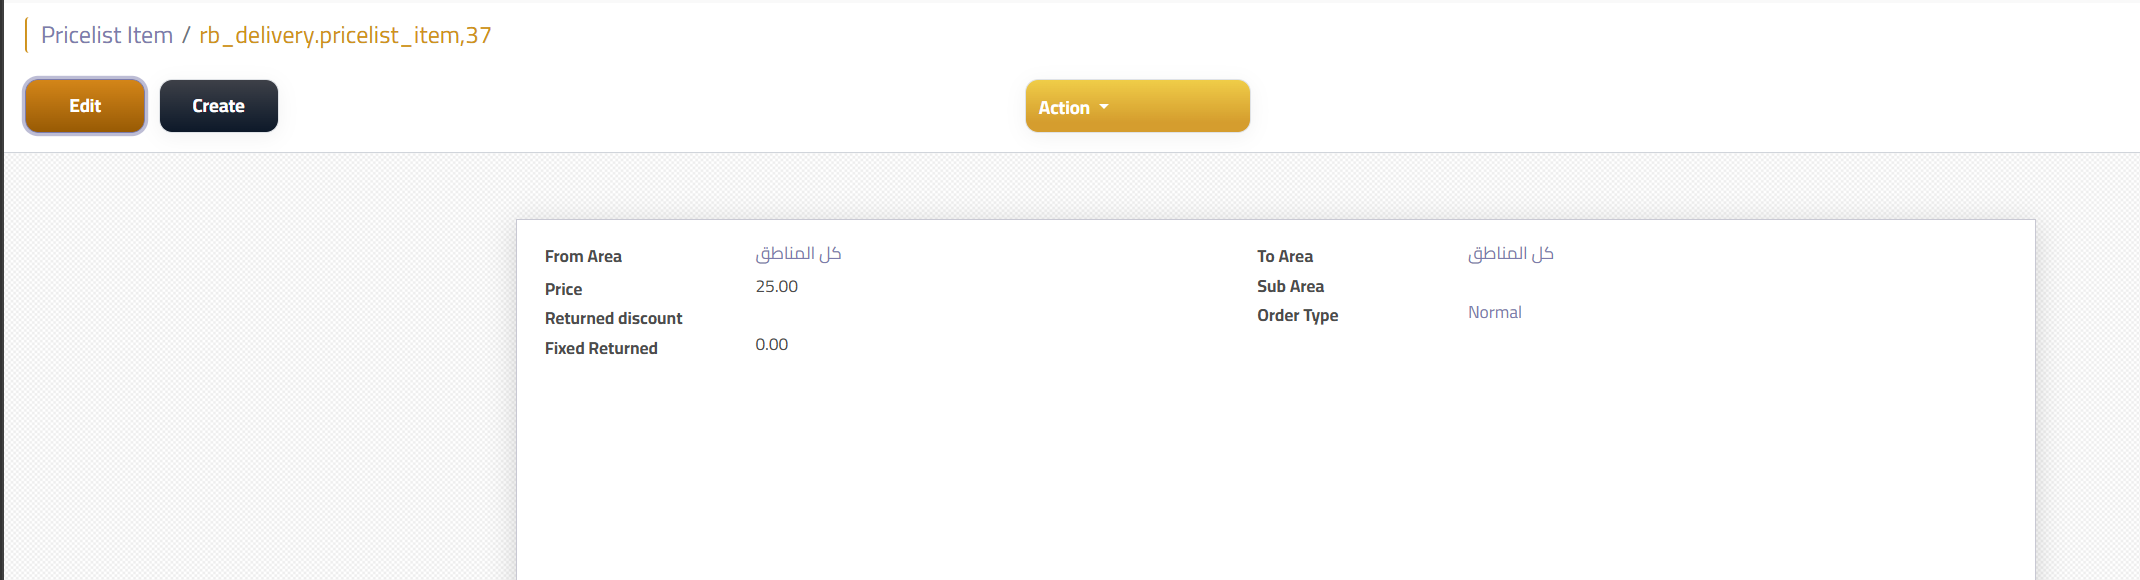 Pricelist Item / rb_delivery.pricelist_item,37
Edit Create Action
From Area كل المناطق To Area كل المناطق
Price 25.00 Sub Area
Returned discount Order Type Normal
Fixed Returned 0.00